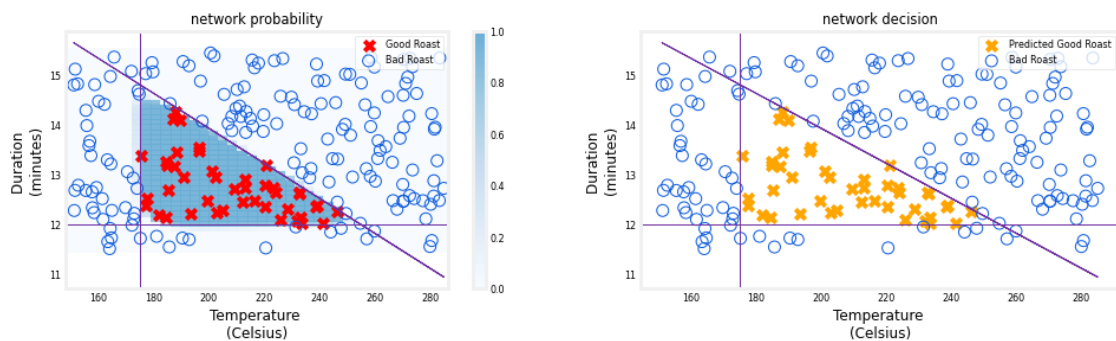 network probability
Good Roast
Bad Roast
15
14
13
12
11
Duration
(minutes)
160
180
200
220
240
260
280
Temperature
(Celsius)
1.0
0.8
0.6
0.4
0.2
0.0
network decision
Predicted Good Roast
Bad Roast
15
14
13
12
11
Duration
(minutes)
160
180
200
220
240
260
280
Temperature
(Celsius)